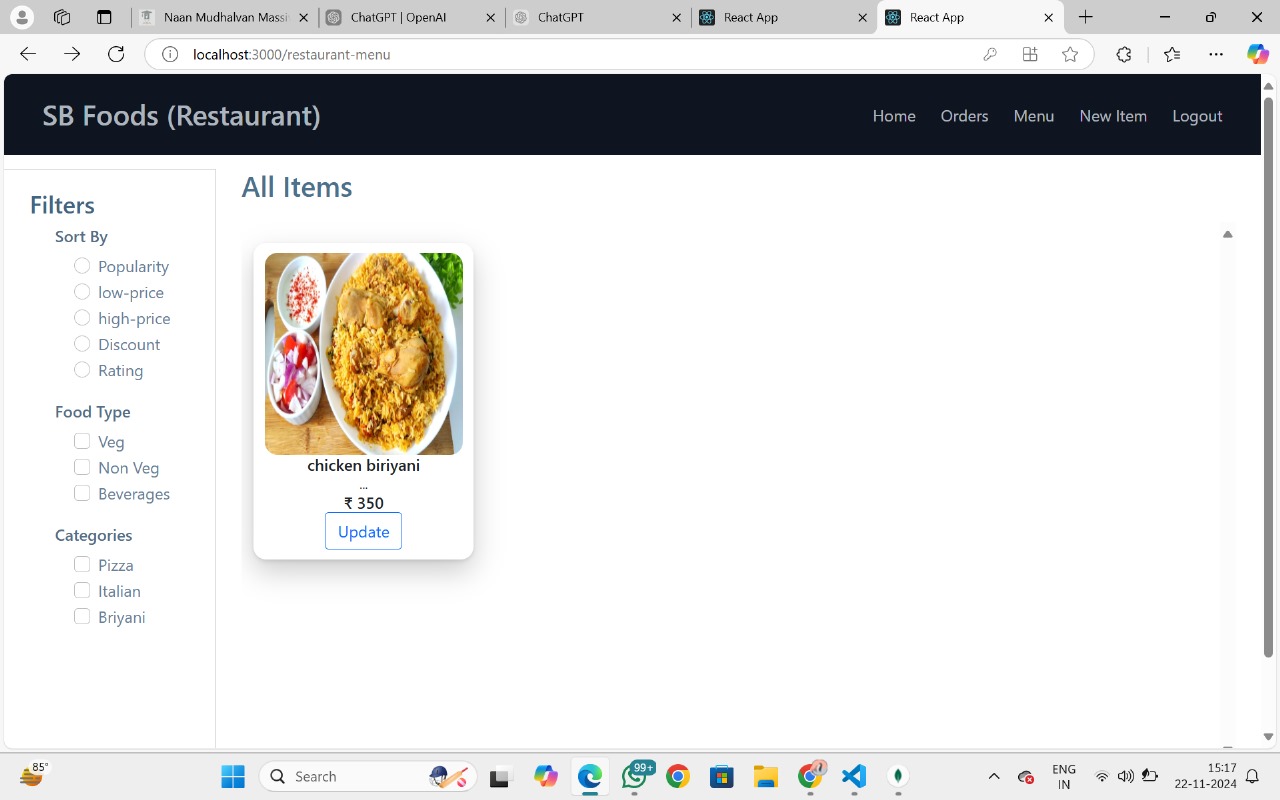 Naan Mudhalvan Massi
ChatGPT | OpenAI
ChatGPT
React App
React App
localhost:3000/restaurant-menu
SB Foods (Restaurant)
Home
Orders
Menu
New Item
Logout
Filters
Sort By
Popularity
low-price
high-price
Discount
Rating
Food Type
Veg
Non Veg
Beverages
Categories
Pizza
Italian
Briyani
All Items
chicken biriyani
...
₹ 350
Update
85°
Search
99+
ENG
IN
15:17
22-11-2024